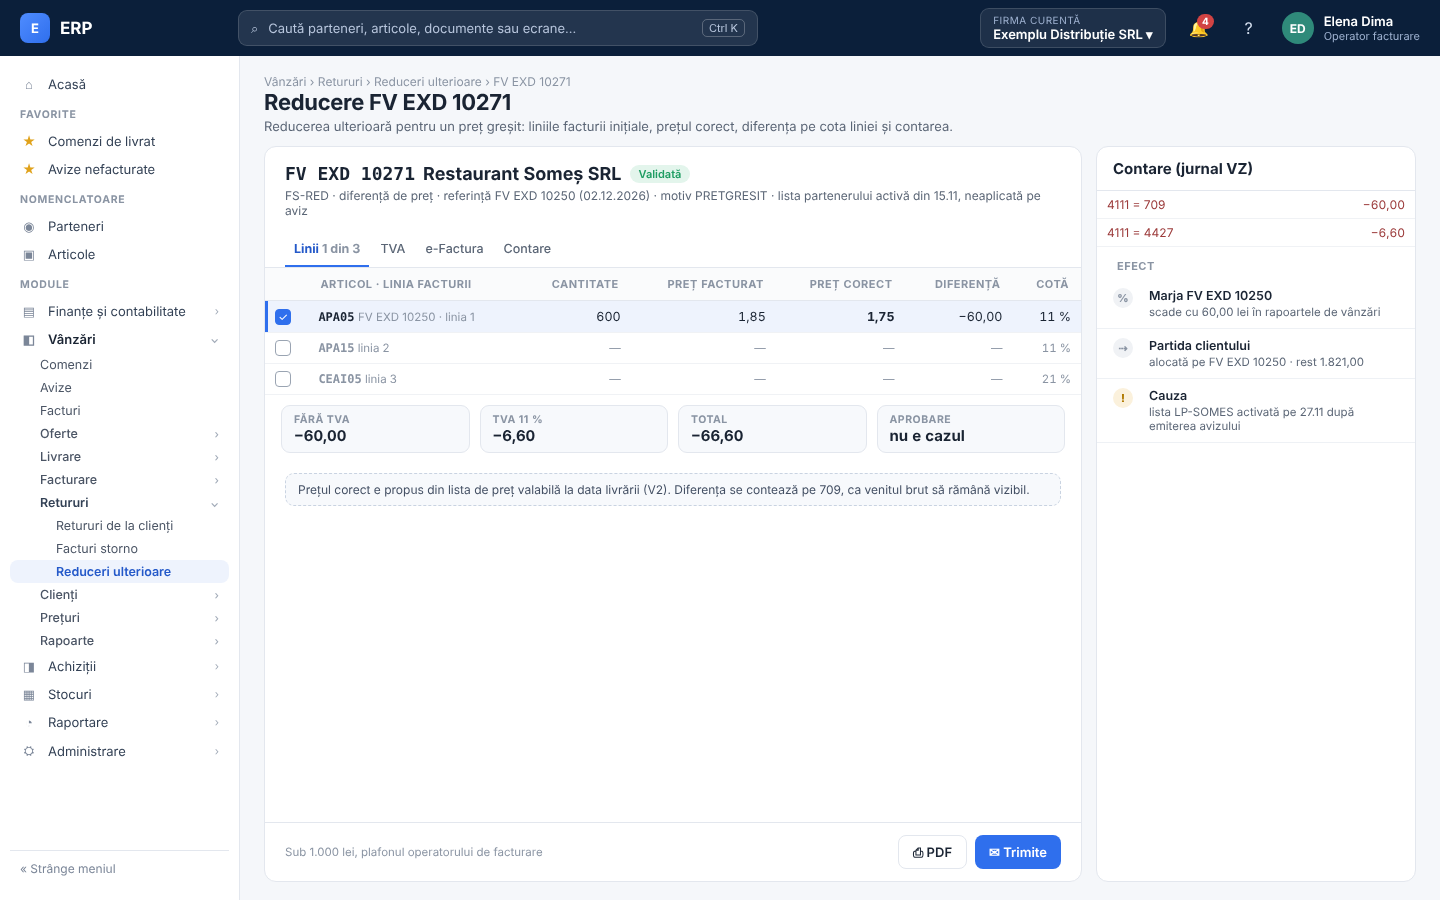 E ERP
Caută parteneri, articole, documente sau ecrane... Ctrl K
FIRMA CURENTĂ
Exemplu Distribuție SRL ▾
4
?
ED
Elena Dima
Operator facturare
Acasă
FAVORITE
★ Comenzi de livrat
★ Avize nefacturate
NOMENCLATOARE
Parteneri
Articole
MODULE
Finanțe și contabilitate ›
Vânzări
Comenzi
Avize
Facturi
Oferte ›
Livrare ›
Facturare ›
Retururi
Retururi de la clienți
Facturi storno
Reduceri ulterioare
Clienți ›
Prețuri ›
Rapoarte ›
Achiziții ›
Stocuri ›
Raportare ›
Administrare ›
« Strânge meniul
Vânzări › Retururi › Reduceri ulterioare › FV EXD 10271
Reducere FV EXD 10271
Reducerea ulterioară pentru un preț greșit: liniile facturii inițiale, prețul corect, diferența pe cota liniei și contarea.
FV EXD 10271 Restaurant Someș SRL Validată
FS-RED · diferență de preț · referință FV EXD 10250 (02.12.2026) · motiv PRETGRESIT · lista partenerului activă din 15.11, neaplicată pe
aviz
Linii 1 din 3 TVA e-Factura Contare
ARTICOL · LINIA FACTURII CANTITATE PREȚ FACTURAT PREȚ CORECT DIFERENȚĂ COTĂ
APA05 FV EXD 10250 · linia 1 600 1,85 1,75 −60,00 11 %
APA15 linia 2 — — — — 11 %
CEAI05 linia 3 — — — — 21 %
FĂRĂ TVA
−60,00
TVA 11 %
−6,60
TOTAL
−66,60
APROBARE
nu e cazul
Prețul corect e propus din lista de preț valabilă la data livrării (V2). Diferența se contează pe 709, ca venitul brut să rămână vizibil.
Sub 1.000 lei, plafonul operatorului de facturare
⎙ PDF
✉ Trimite
Contare (jurnal VZ)
4111 = 709 −60,00
4111 = 4427 −6,60
EFECT
% Marja FV EXD 10250
scade cu 60,00 lei în rapoartele de vânzări
→ Partida clientului
alocată pe FV EXD 10250 · rest 1.821,00
! Cauza
lista LP-SOMES activată pe 27.11 după
emiterea avizului